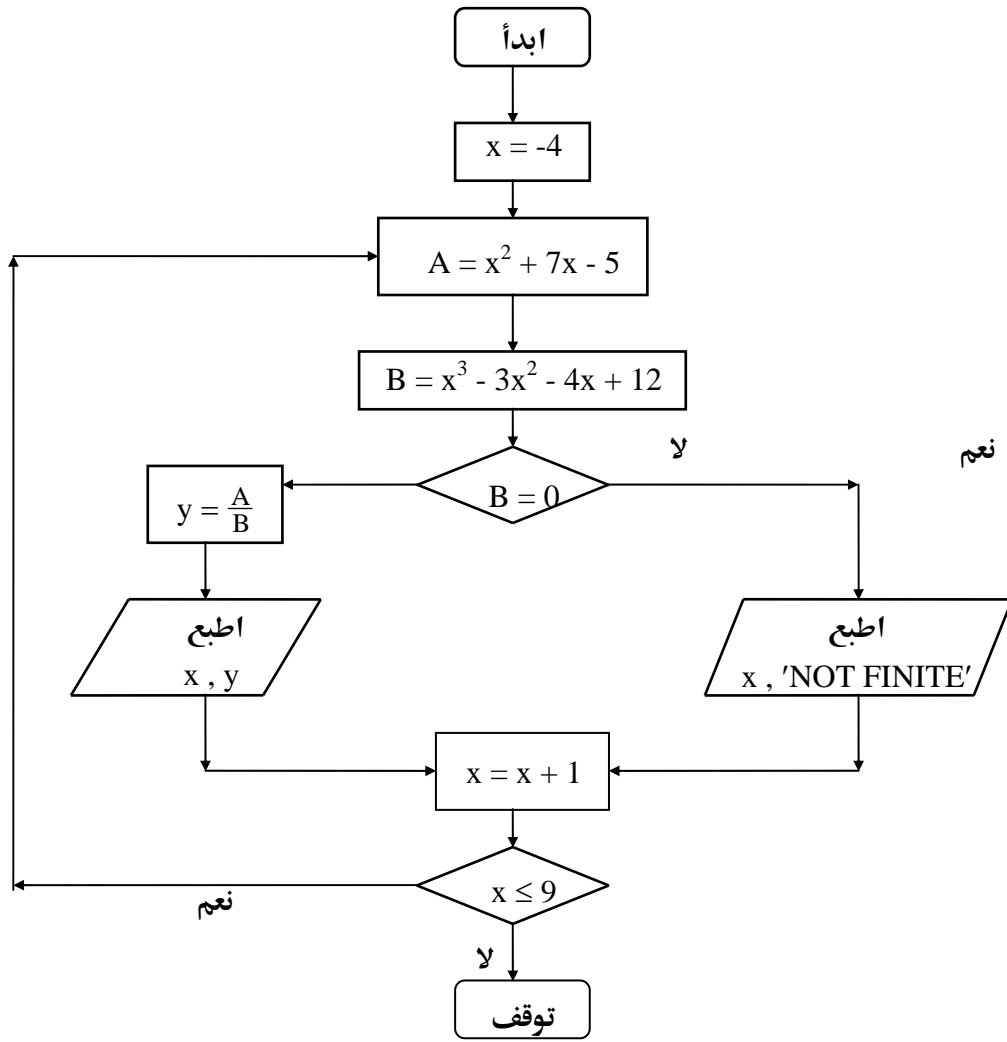 ابدأ
x = -4
A = x² + 7x - 5
B = x³ - 3x² - 4x + 12
لا
نعم
B = 0
y = A/B
اطبع
x , y
اطبع
x , 'NOT FINITE'
x = x + 1
x ≤ 9
نعم
لا
توقف